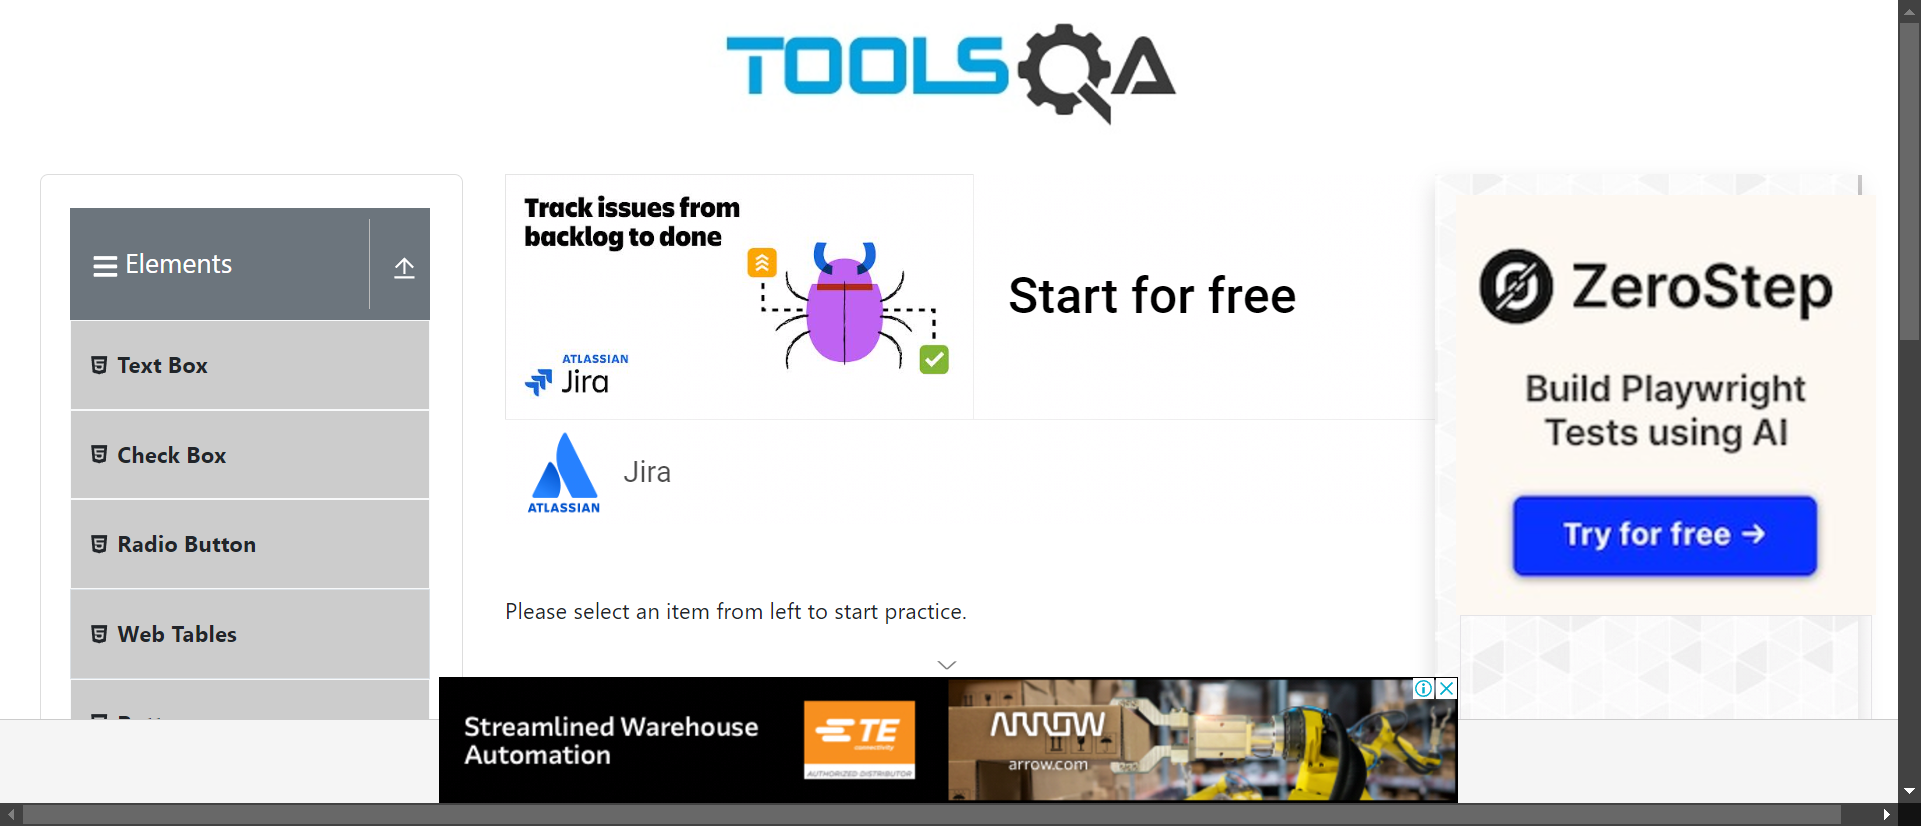 TOOLSQA
Elements
Text Box
Check Box
Radio Button
Web Tables
Track issues from
backlog to done
ATLASSIAN
Jira
Start for free
ATLASSIAN
Jira
Please select an item from left to start practice.
ZeroStep
Build Playwright
Tests using AI
Try for free →
Streamlined Warehouse
Automation
TE
connectivity
AUTHORIZED DISTRIBUTOR
ARROW
arrow.com